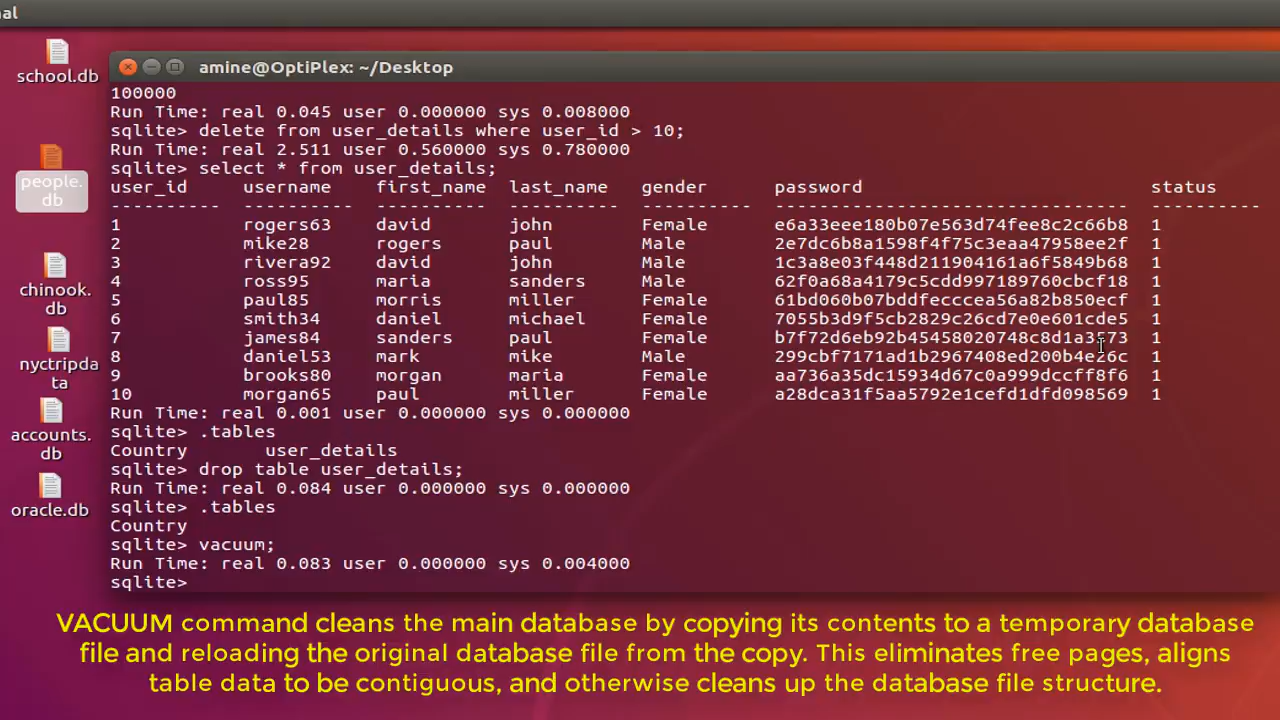 al
school.db
people.
db
chinook.
db
nyctripda
ta
accounts.
db
oracle.db
amine@OptiPlex: ~/Desktop
100000
Run Time: real 0.045 user 0.000000 sys 0.008000
sqlite> delete from user_details where user_id > 10;
Run Time: real 2.511 user 0.560000 sys 0.780000
sqlite> select * from user_details;
user_id username first_name last_name gender password status
---------- ---------- ---------- ---------- ---------- -------------------------------- ----------
1 rogers63 david john Female e6a33eee180b07e563d74fee8c2c66b8 1
2 mike28 rogers paul Male 2e7dc6b8a1598f4f75c3eaa47958ee2f 1
3 rivera92 david john Male 1c3a8e03f448d211904161a6f5849b68 1
4 ross95 maria sanders Male 62f0a68a4179c5cdd997189760cbcf18 1
5 paul85 morris miller Female 61bd060b07bddfecccea56a82b850ecf 1
6 smith34 daniel michael Female 7055b3d9f5cb2829c26cd7e0e601cde5 1
7 james84 sanders paul Female b7f72d6eb92b45458020748c8d1a3573 1
8 daniel53 mark mike Male 299cbf7171ad1b2967408ed200b4e26c 1
9 brooks80 morgan maria Female aa736a35dc15934d67c0a999dccff8f6 1
10 morgan65 paul miller Female a28dca31f5aa5792e1cefd1dfd098569 1
Run Time: real 0.001 user 0.000000 sys 0.000000
sqlite> .tables
Country user_details
sqlite> drop table user_details;
Run Time: real 0.084 user 0.000000 sys 0.000000
sqlite> .tables
Country
sqlite> vacuum;
Run Time: real 0.083 user 0.000000 sys 0.004000
sqlite>
VACUUM command cleans the main database by copying its contents to a temporary database
file and reloading the original database file from the copy. This eliminates free pages, aligns
table data to be contiguous, and otherwise cleans up the database file structure.